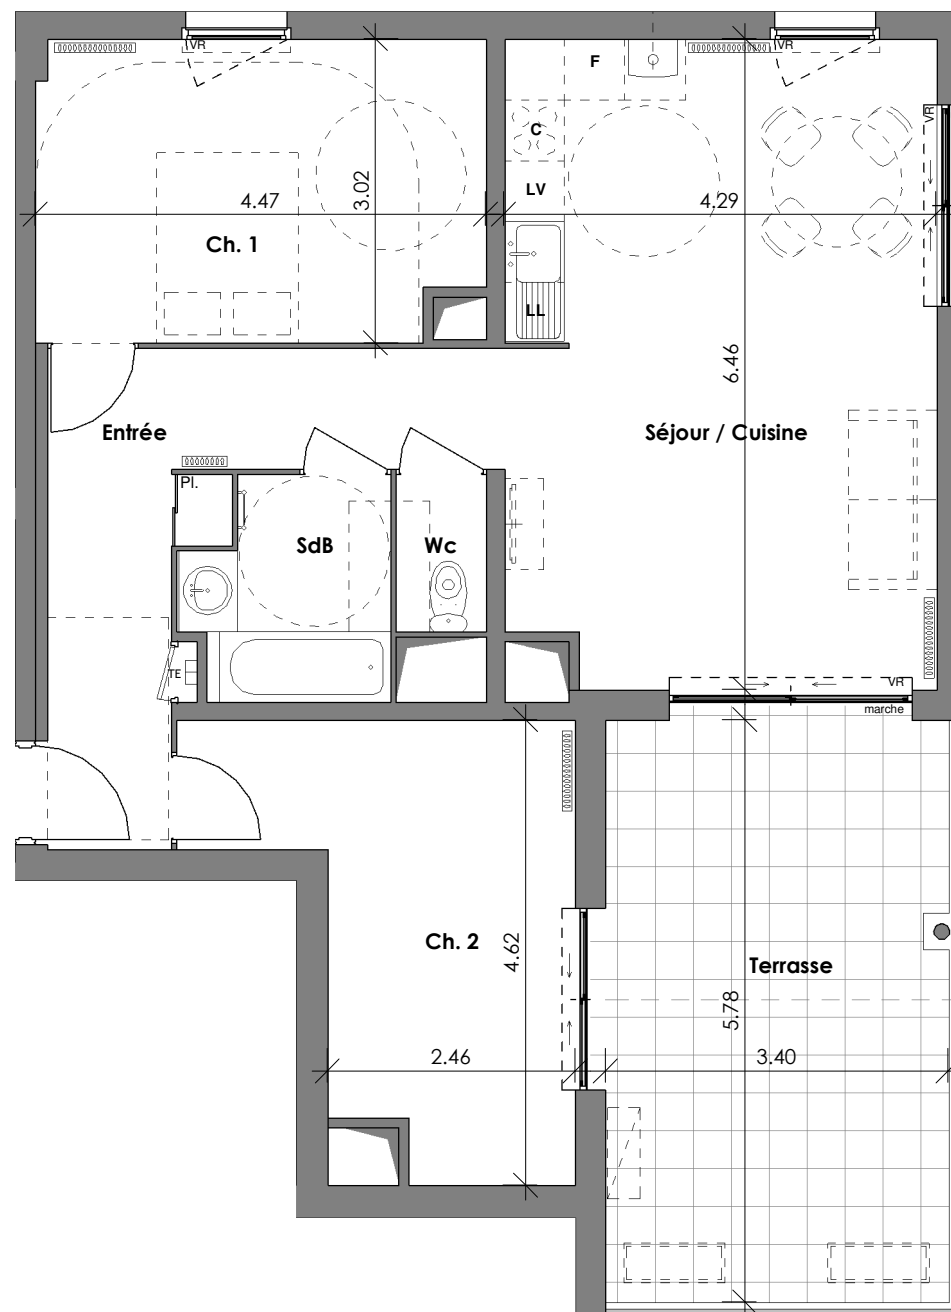 VR
F
VR
VR
C
LV
4.47
3.02
4.29
Ch. 1
LL
6.46
Entrée
Séjour / Cuisine
Pl.
SdB
Wc
TE
VR
marche
Ch. 2
4.62
Terrasse
5.78
2.46
3.40